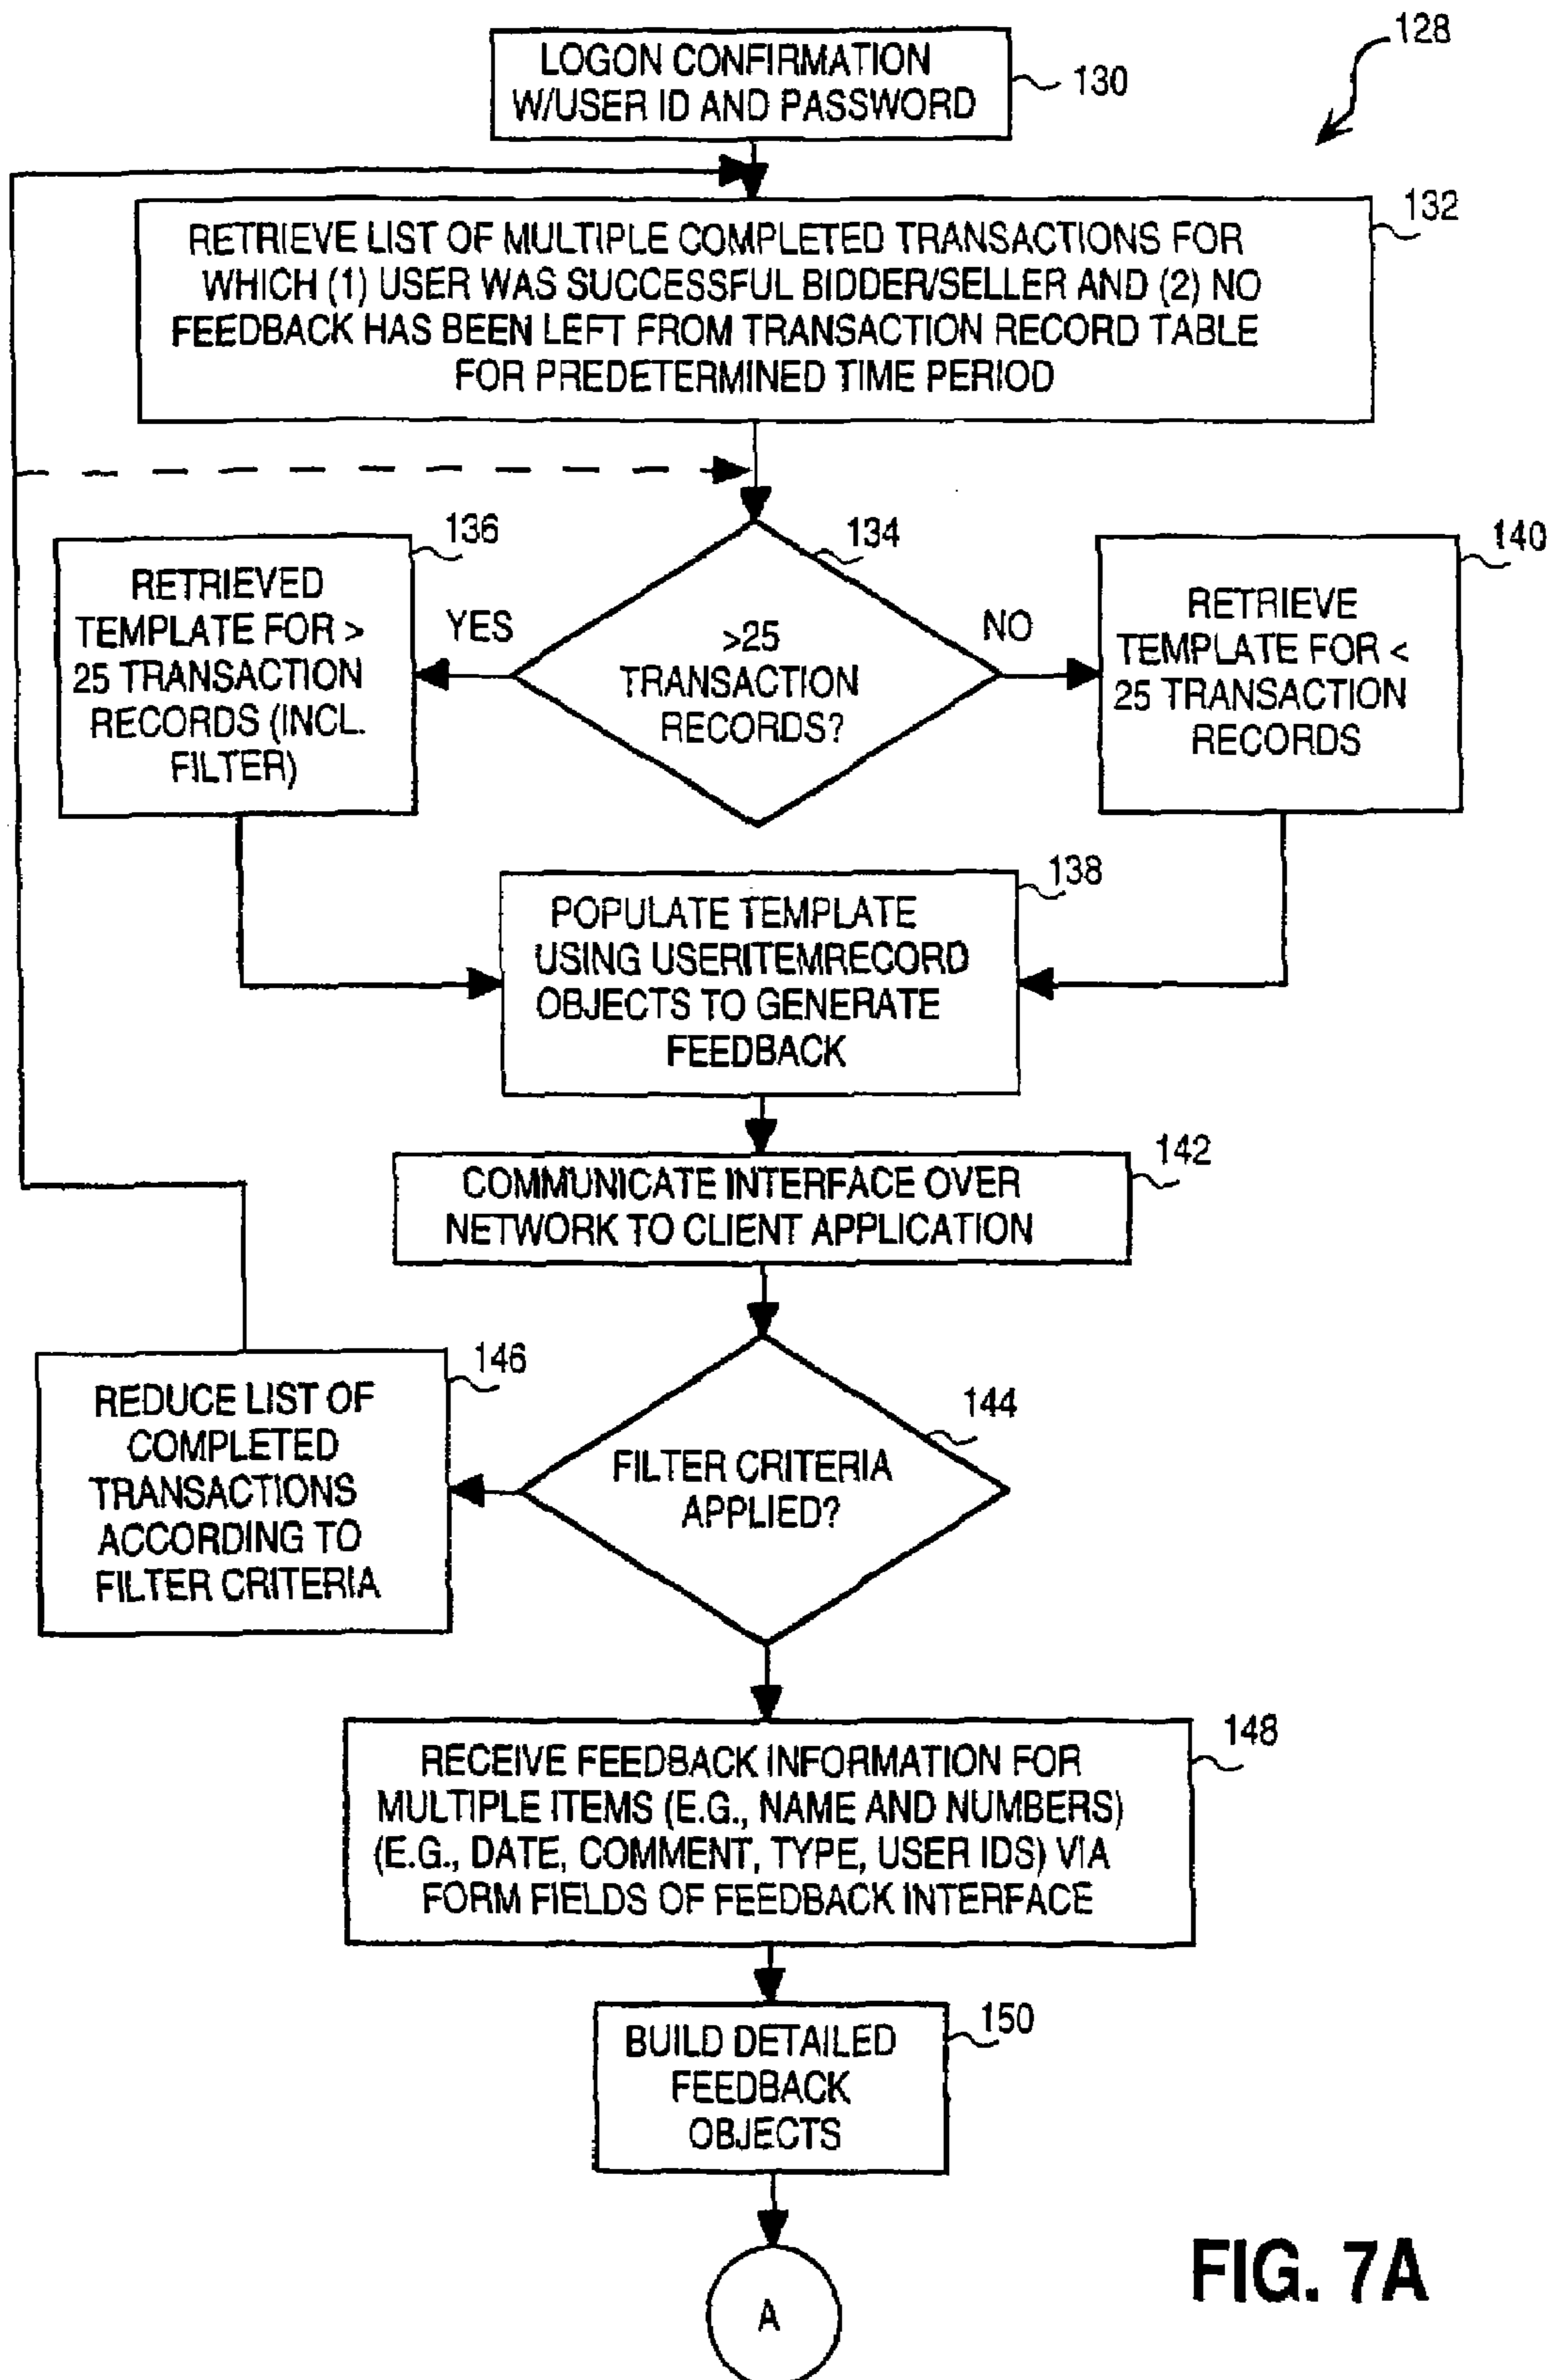 128
LOGON CONFIRMATION
W/USER ID AND PASSWORD
130
132
RETRIEVE LIST OF MULTIPLE COMPLETED TRANSACTIONS FOR
WHICH (1) USER WAS SUCCESSFUL BIDDER/SELLER AND (2) NO
FEEDBACK HAS BEEN LEFT FROM TRANSACTION RECORD TABLE
FOR PREDETERMINED TIME PERIOD
136
RETRIEVED
TEMPLATE FOR >
25 TRANSACTION
RECORDS (INCL.
FILTER)
YES
134
>25
TRANSACTION
RECORDS?
NO
140
RETRIEVE
TEMPLATE FOR <
25 TRANSACTION
RECORDS
138
POPULATE TEMPLATE
USING USERITEMRECORD
OBJECTS TO GENERATE
FEEDBACK
142
COMMUNICATE INTERFACE OVER
NETWORK TO CLIENT APPLICATION
146
REDUCE LIST OF
COMPLETED
TRANSACTIONS
ACCORDING TO
FILTER CRITERIA
144
FILTER CRITERIA
APPLIED?
148
RECEIVE FEEDBACK INFORMATION FOR
MULTIPLE ITEMS (E.G., NAME AND NUMBERS)
(E.G., DATE, COMMENT, TYPE, USER IDS) VIA
FORM FIELDS OF FEEDBACK INTERFACE
150
BUILD DETAILED
FEEDBACK
OBJECTS
A
FIG. 7A